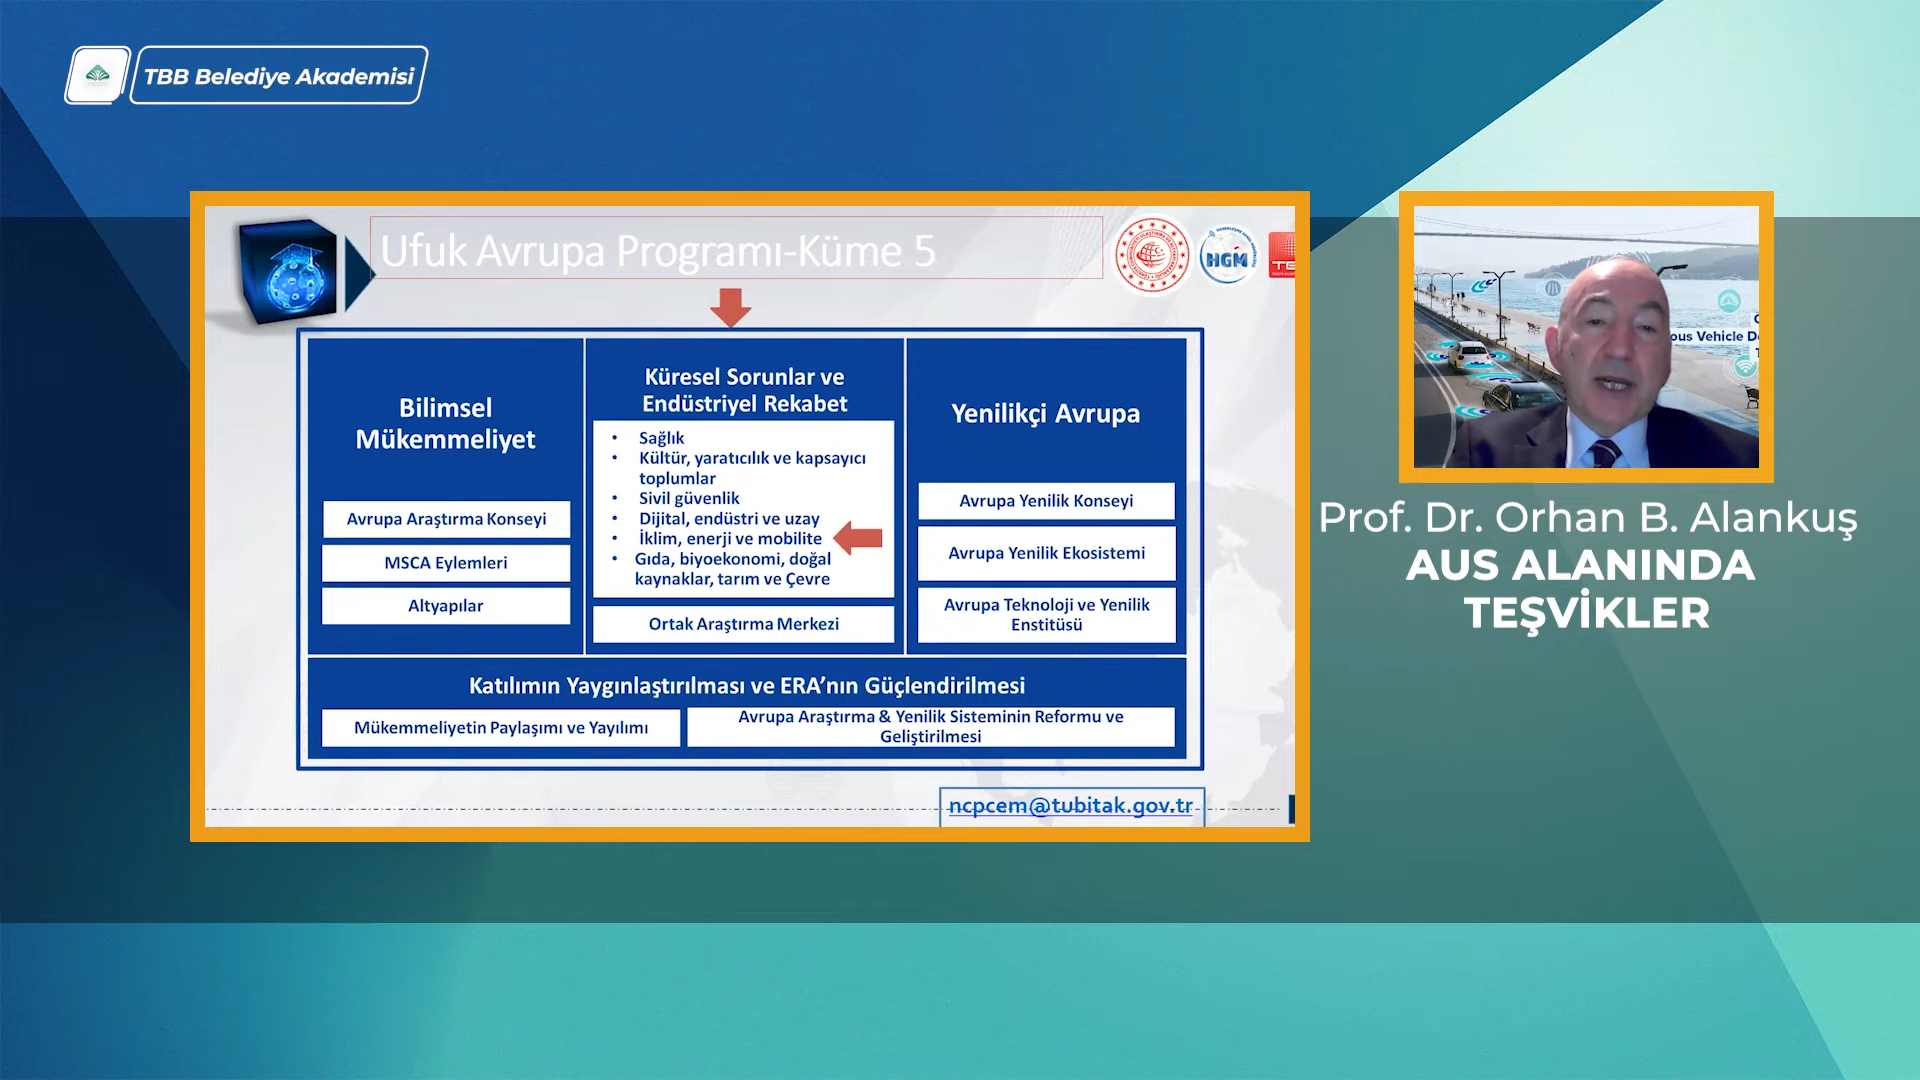 TBB Belediye Akademisi
Ufuk Avrupa Programı-Küme 5
HGM
Bilimsel
Mükemmeliyet
Avrupa Araştırma Konseyi
MSCA Eylemleri
Altyapılar
Küresel Sorunlar ve
Endüstriyel Rekabet
• Sağlık
• Kültür, yaratıcılık ve kapsayıcı
toplumlar
• Sivil güvenlik
• Dijital, endüstri ve uzay
• İklim, enerji ve mobilite
• Gıda, biyoekonomi, doğal
kaynaklar, tarım ve Çevre
Ortak Araştırma Merkezi
Yenilikçi Avrupa
Avrupa Yenilik Konseyi
Avrupa Yenilik Ekosistemi
Avrupa Teknoloji ve Yenilik
Enstitüsü
Katılımın Yaygınlaştırılması ve ERA’nın Güçlendirilmesi
Mükemmeliyetin Paylaşımı ve Yayılımı
Avrupa Araştırma & Yenilik Sisteminin Reformu ve
Geliştirilmesi
ncpcem@tubitak.gov.tr
ous Vehicle D
Prof. Dr. Orhan B. Alankuş
AUS ALANINDA
TEŞVİKLER